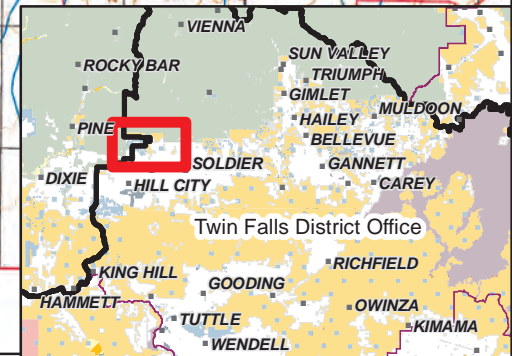 VIENNA
SUN VALLEY
ROCKY BAR
TRIUMPH
GIMLET
MULDOON
HAILEY
PINE
BELLEVUE
SOLDIER
GANNETT
DIXIE
HILL CITY
CAREY
Twin Falls District Office
RICHFIELD
KING HILL
GOODING
HAMMETT
OWINZA
TUTTLE
KIMAMA
WENDELL